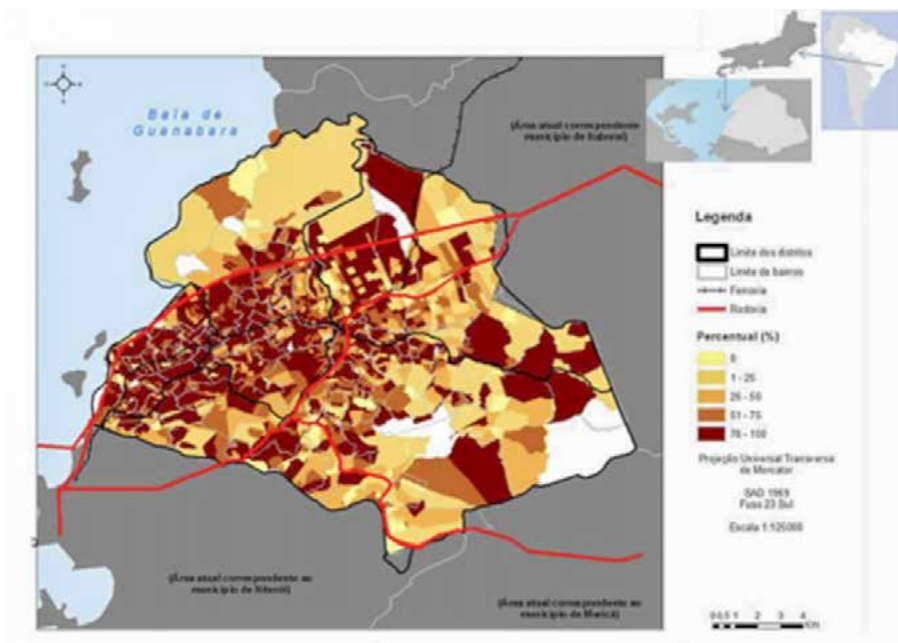 Baía de
Guanabara
(Área atual correspondente
município de Itaboraí)
(Área atual correspondente ao
município de Niterói)
(Área atual correspondente ao
município de Maricá)
Legenda
Limite dos distritos
Limite de bairros
Ferrovia
Rodovia
Percentual (%)
0
1 - 25
26 - 50
51 - 75
76 - 100
Projeção Universal Transversa
de Mercator
SAD 1969
Fuso 23 Sul
Escala 1:125000
0 0,5 1 2 3 4
KM